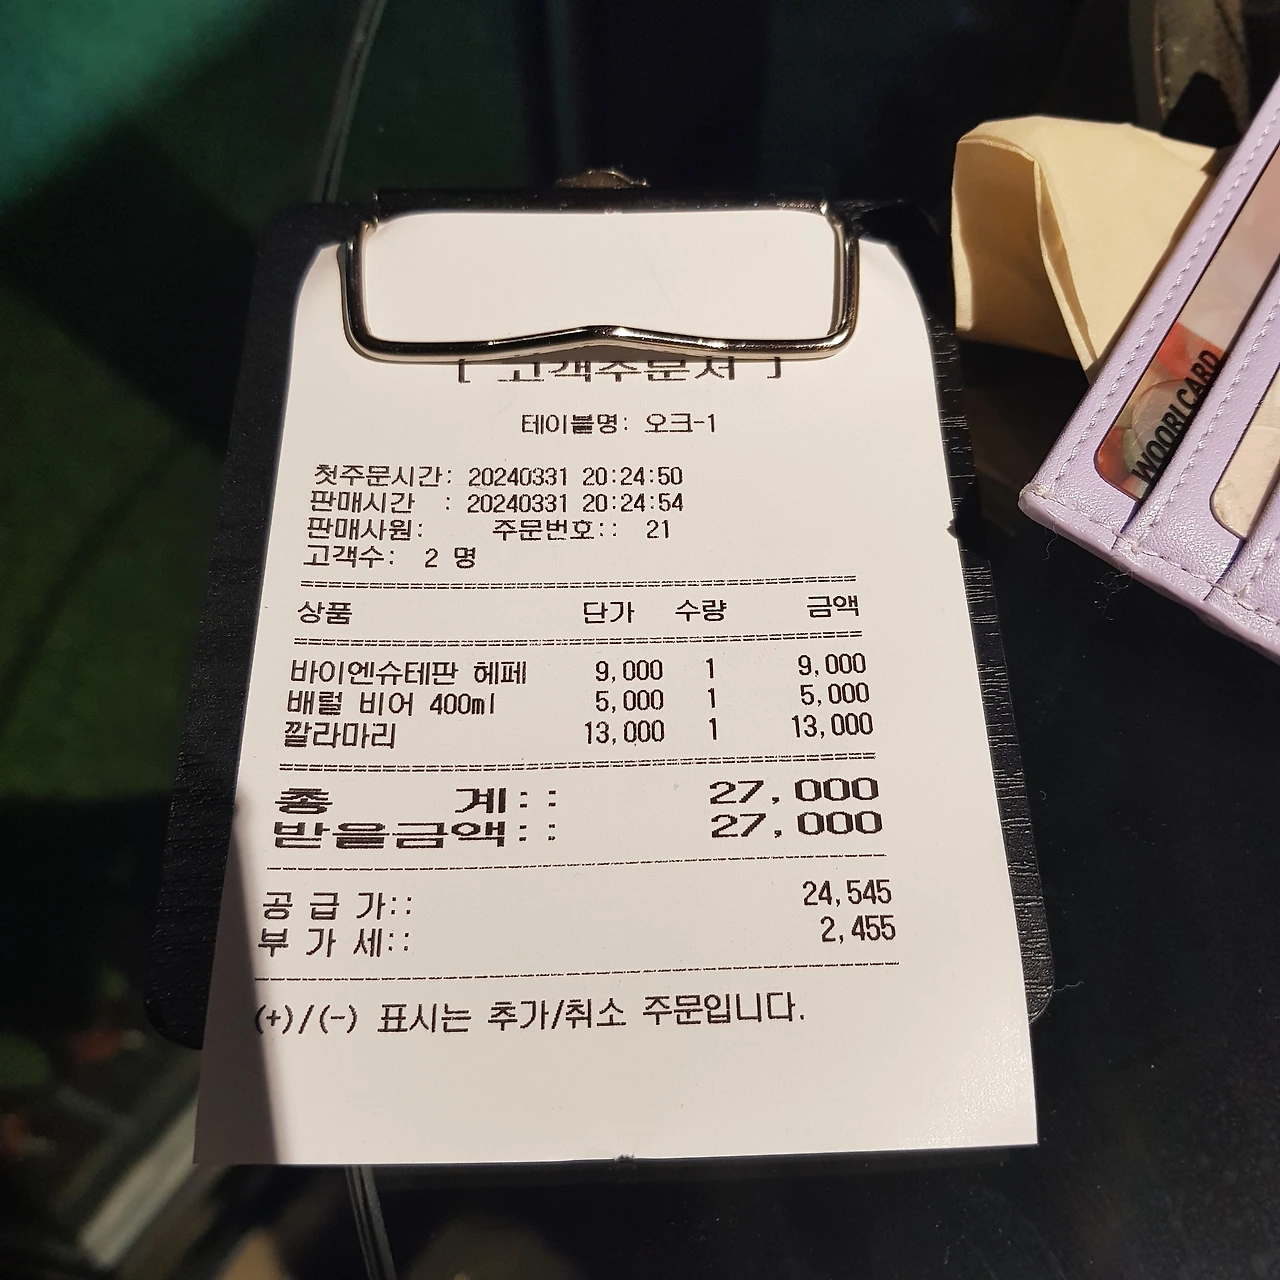 [ 고객주문서 ]
테이블명: 오크-1
첫주문시간: 20240331 20:24:50
판매시간 : 20240331 20:24:54
판매사원: 주문번호:: 21
고객수: 2 명
상품 단가 수량 금액
바이엔슈테판 헤페 9,000 1 9,000
배럴 비어 400ml 5,000 1 5,000
깔라마리 13,000 1 13,000
총 계:: 27,000
받을금액:: 27,000
공 급 가:: 24,545
부 가 세:: 2,455
(+)/(-) 표시는 추가/취소 주문입니다.
WOORI CARD